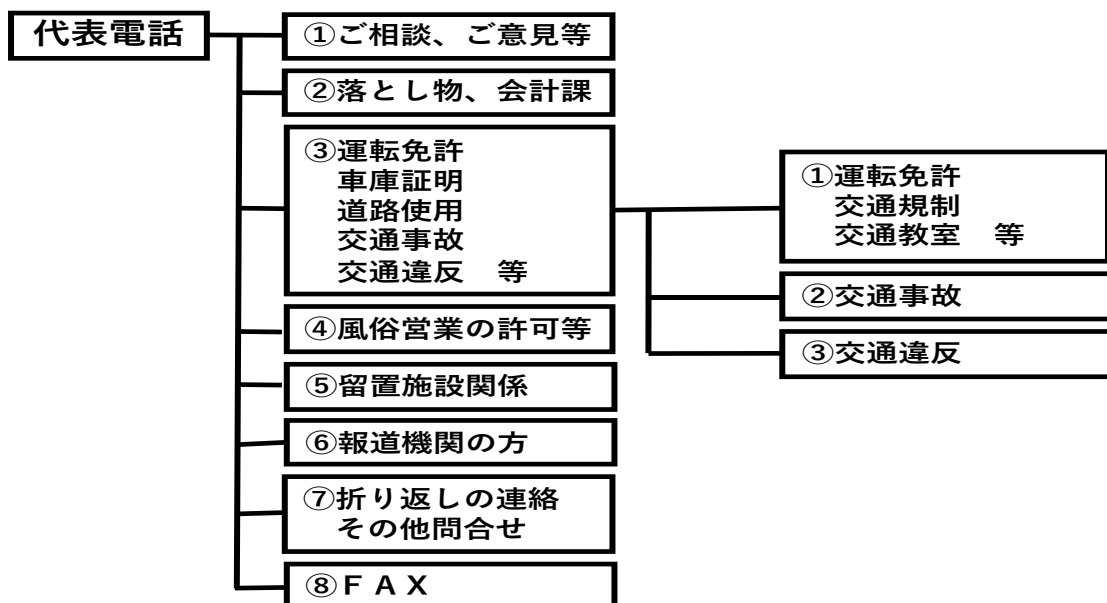 代表電話
①ご相談、ご意見等
②落とし物、会計課
③運転免許
車庫証明
道路使用
交通事故
交通違反　等
①運転免許
交通規制
交通教室　等
②交通事故
③交通違反
④風俗営業の許可等
⑤留置施設関係
⑥報道機関の方
⑦折り返しの連絡
その他問合せ
⑧ＦＡＸ